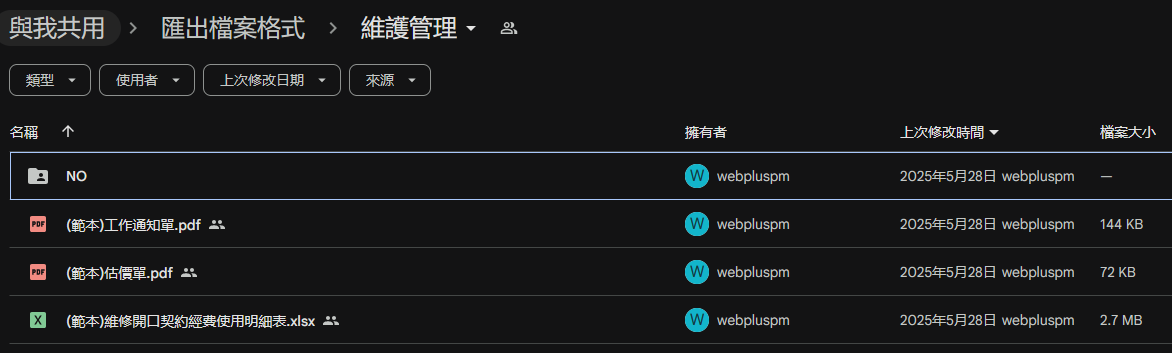 與我共用 › 匯出檔案格式 › 維護管理
類型 使用者 上次修改日期 來源
名稱 擁有者 上次修改時間 檔案大小
NO W webpluspm 2025年5月28日 webpluspm —
PDF (範本)工作通知單.pdf W webpluspm 2025年5月28日 webpluspm 144 KB
PDF (範本)估價單.pdf W webpluspm 2025年5月28日 webpluspm 72 KB
X (範本)維修開口契約經費使用明細表.xlsx W webpluspm 2025年5月28日 webpluspm 2.7 MB